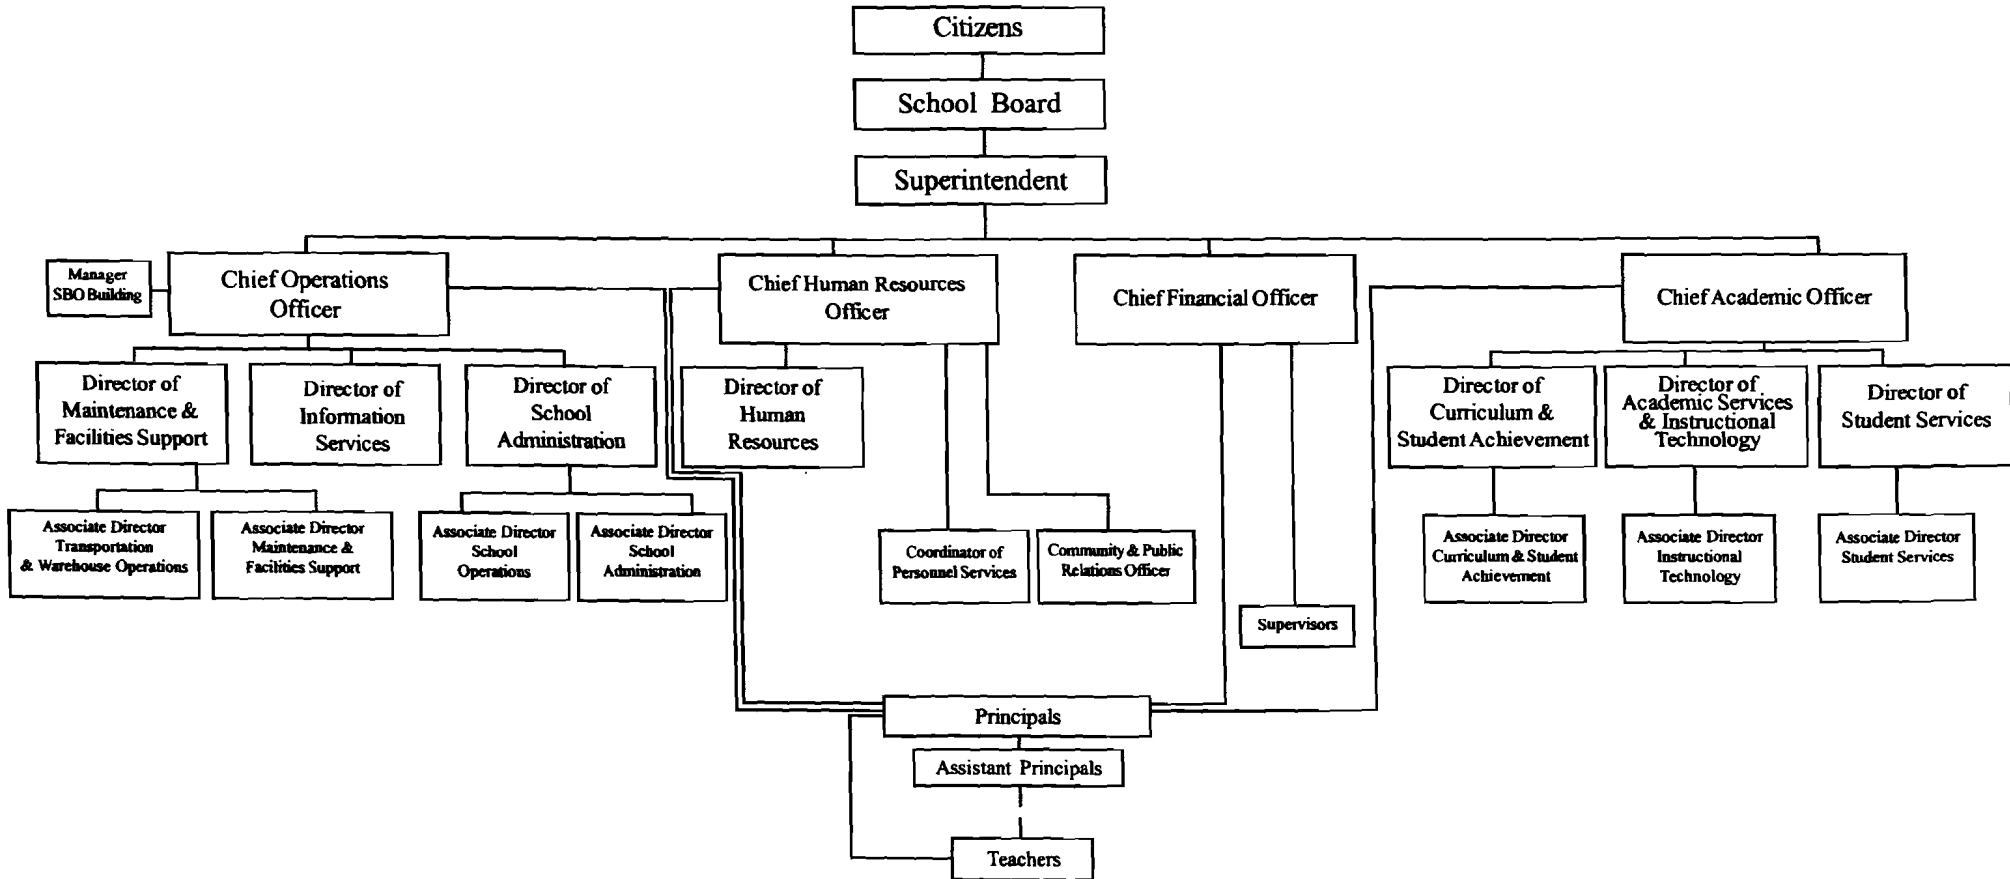 Citizens
School Board
Superintendent
Manager
SBO Building
Chief Operations
Officer
Chief Human Resources
Officer
Chief Financial Officer
Chief Academic Officer
Director of
Maintenance &
Facilities Support
Director of
Information
Services
Director of
School
Administration
Director of
Human
Resources
Director of
Curriculum &
Student Achievement
Director of
Academic Services
& Instructional
Technology
Director of
Student Services
Associate Director
Transportation
& Warehouse Operations
Associate Director
Maintenance &
Facilities Support
Associate Director
School
Operations
Associate Director
School
Administration
Coordinator of
Personnel Services
Community & Public
Relations Officer
Associate Director
Curriculum & Student
Achievement
Associate Director
Instructional
Technology
Associate Director
Student Services
Supervisors
Principals
Assistant Principals
Teachers